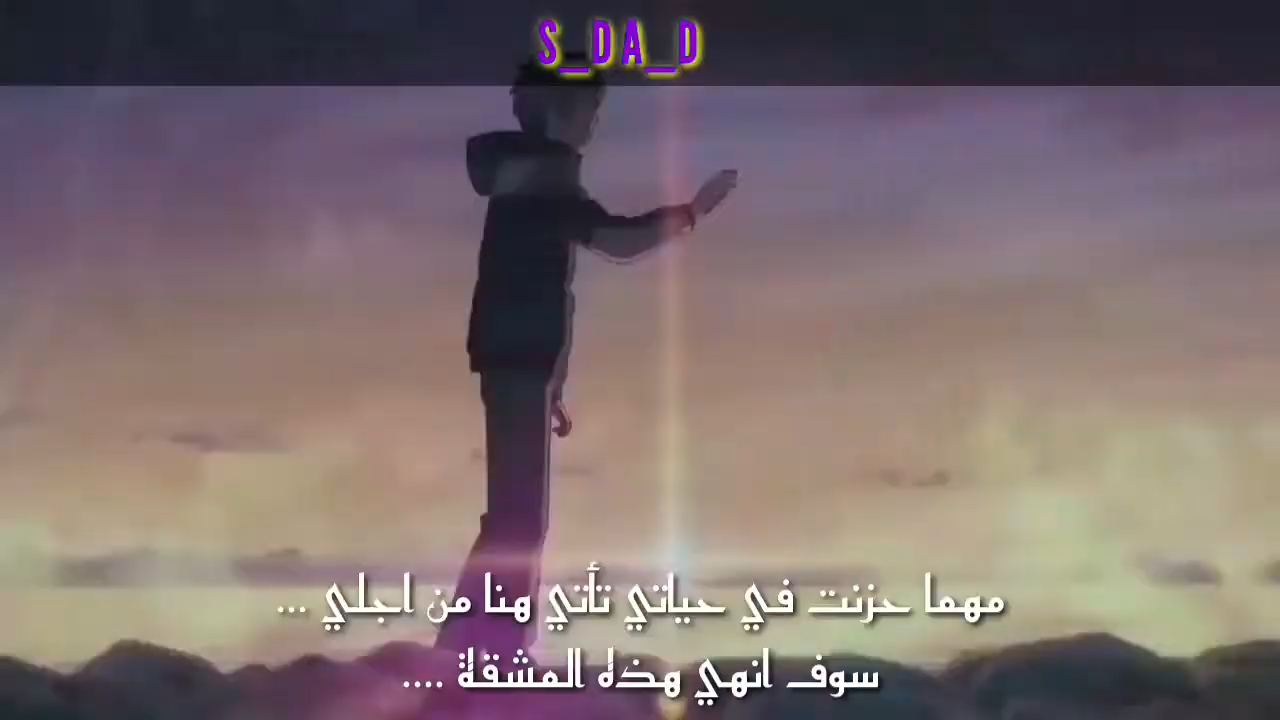 S_DA_D
مهما حزنت في حياتي تأتي هنا من اجلي ...
سوف انهي هذه المشقة ....